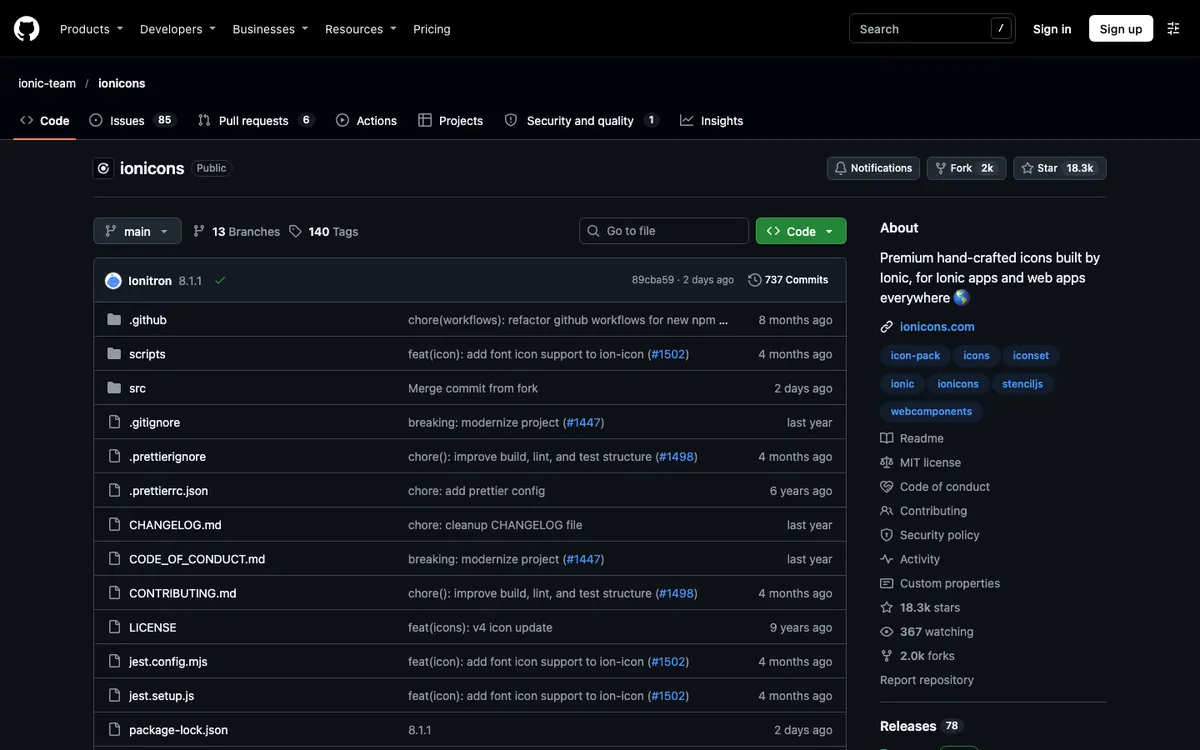 Products Developers Businesses Resources Pricing Search / Sign in Sign up
ionic-team / ionicons
Code Issues 85 Pull requests 6 Actions Projects Security and quality 1 Insights
ionicons Public Notifications Fork 2k Star 18.3k
main 13 Branches 140 Tags Go to file Code
Ionitron 8.1.1 89cba59 · 2 days ago 737 Commits
.github chore(workflows): refactor github workflows for new npm ... 8 months ago
scripts feat(icon): add font icon support to ion-icon (#1502) 4 months ago
src Merge commit from fork 2 days ago
.gitignore breaking: modernize project (#1447) last year
.prettierignore chore(): improve build, lint, and test structure (#1498) 4 months ago
.prettierrc.json chore: add prettier config 6 years ago
CHANGELOG.md chore: cleanup CHANGELOG file last year
CODE_OF_CONDUCT.md breaking: modernize project (#1447) last year
CONTRIBUTING.md chore(): improve build, lint, and test structure (#1498) 4 months ago
LICENSE feat(icons): v4 icon update 9 years ago
jest.config.mjs feat(icon): add font icon support to ion-icon (#1502) 4 months ago
jest.setup.js feat(icon): add font icon support to ion-icon (#1502) 4 months ago
package-lock.json 8.1.1 2 days ago
About
Premium hand-crafted icons built by
Ionic, for Ionic apps and web apps
everywhere 🌎
ionicons.com
icon-pack icons iconset
ionic ionicons stenciljs
webcomponents
Readme
MIT license
Code of conduct
Contributing
Security policy
Activity
Custom properties
18.3k stars
367 watching
2.0k forks
Report repository
Releases 78